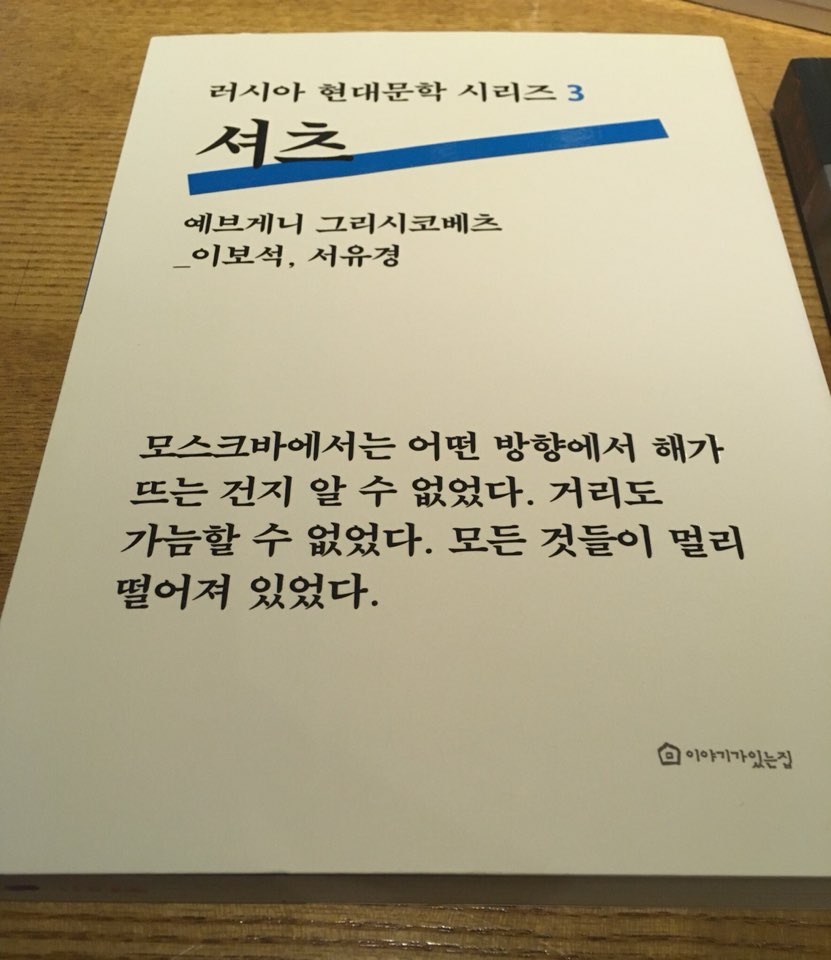 러시아 현대문학 시리즈 3
셔츠
예브게니 그리시코베츠
_이보석, 서유경
모스크바에서는 어떤 방향에서 해가
뜨는 건지 알 수 없었다. 거리도
가늠할 수 없었다. 모든 것들이 멀리
떨어져 있었다.
이야기가있는집